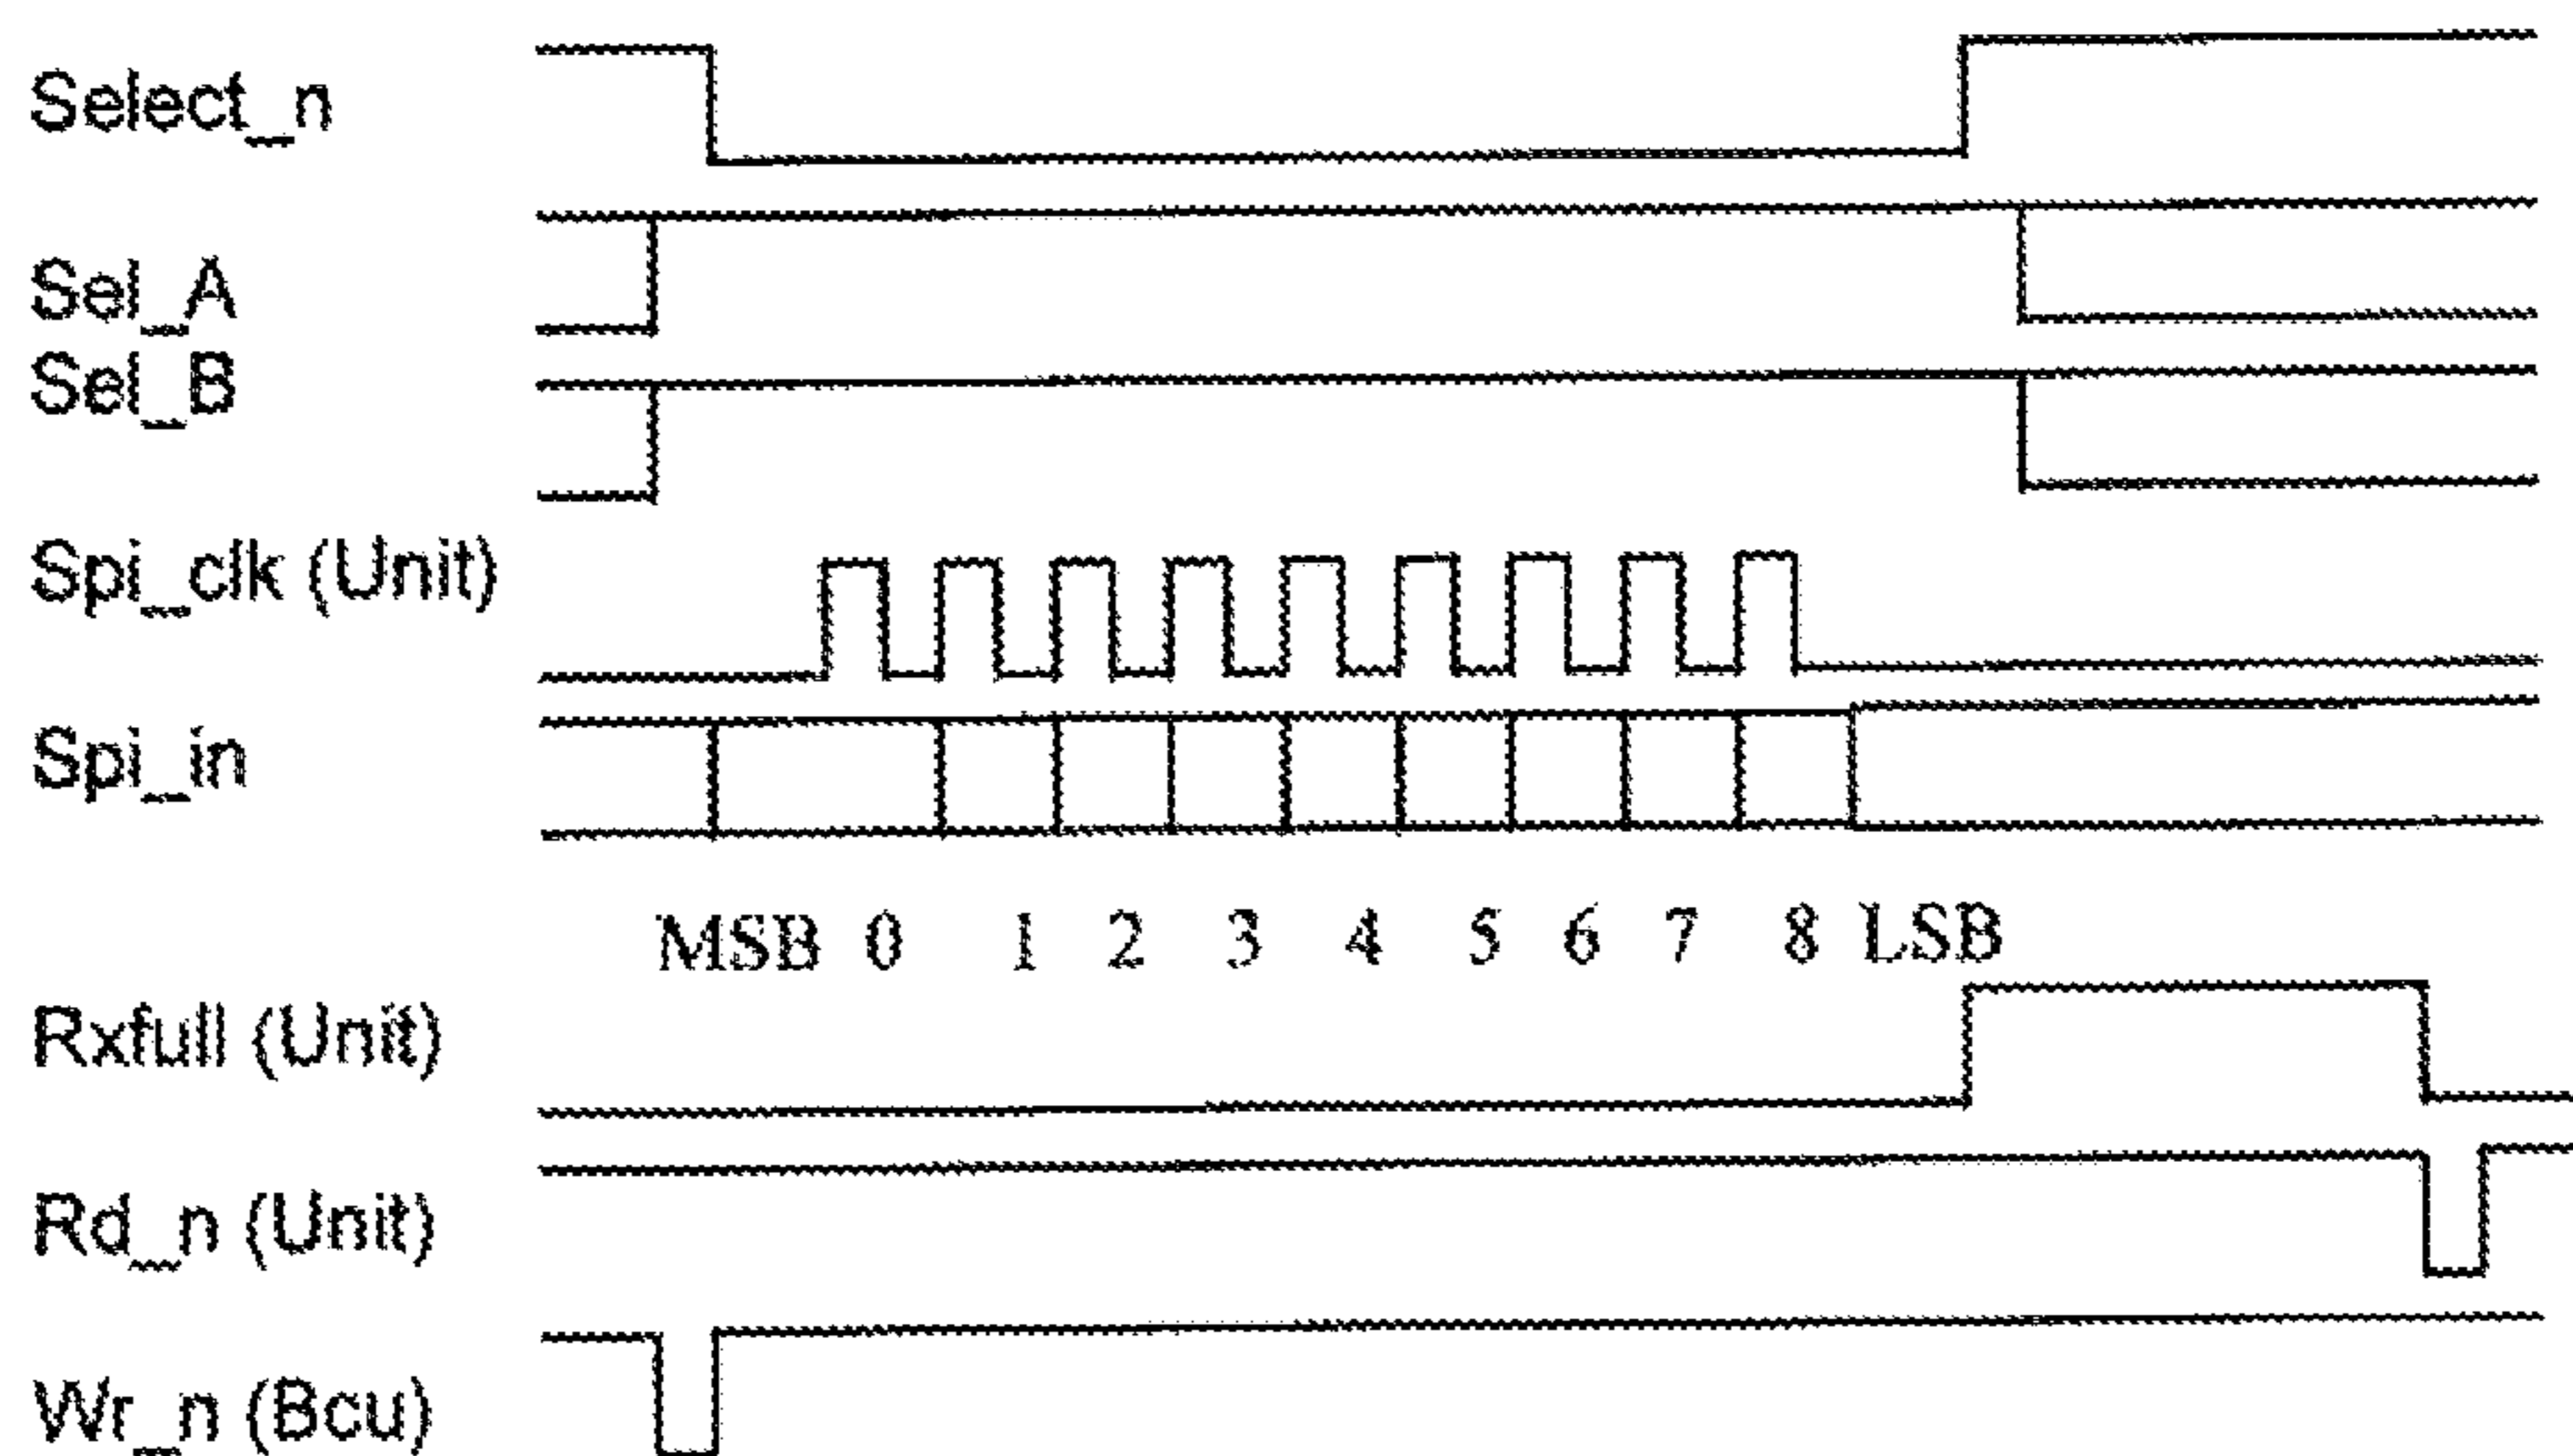 Select_n
Sel_A
Sel_B
Spi_clk (Unit)
Spi_in
MSB 0 1 2 3 4 5 6 7 8 LSB
Rxfull (Unit)
Rd_n (Unit)
Wr_n (Bcu)